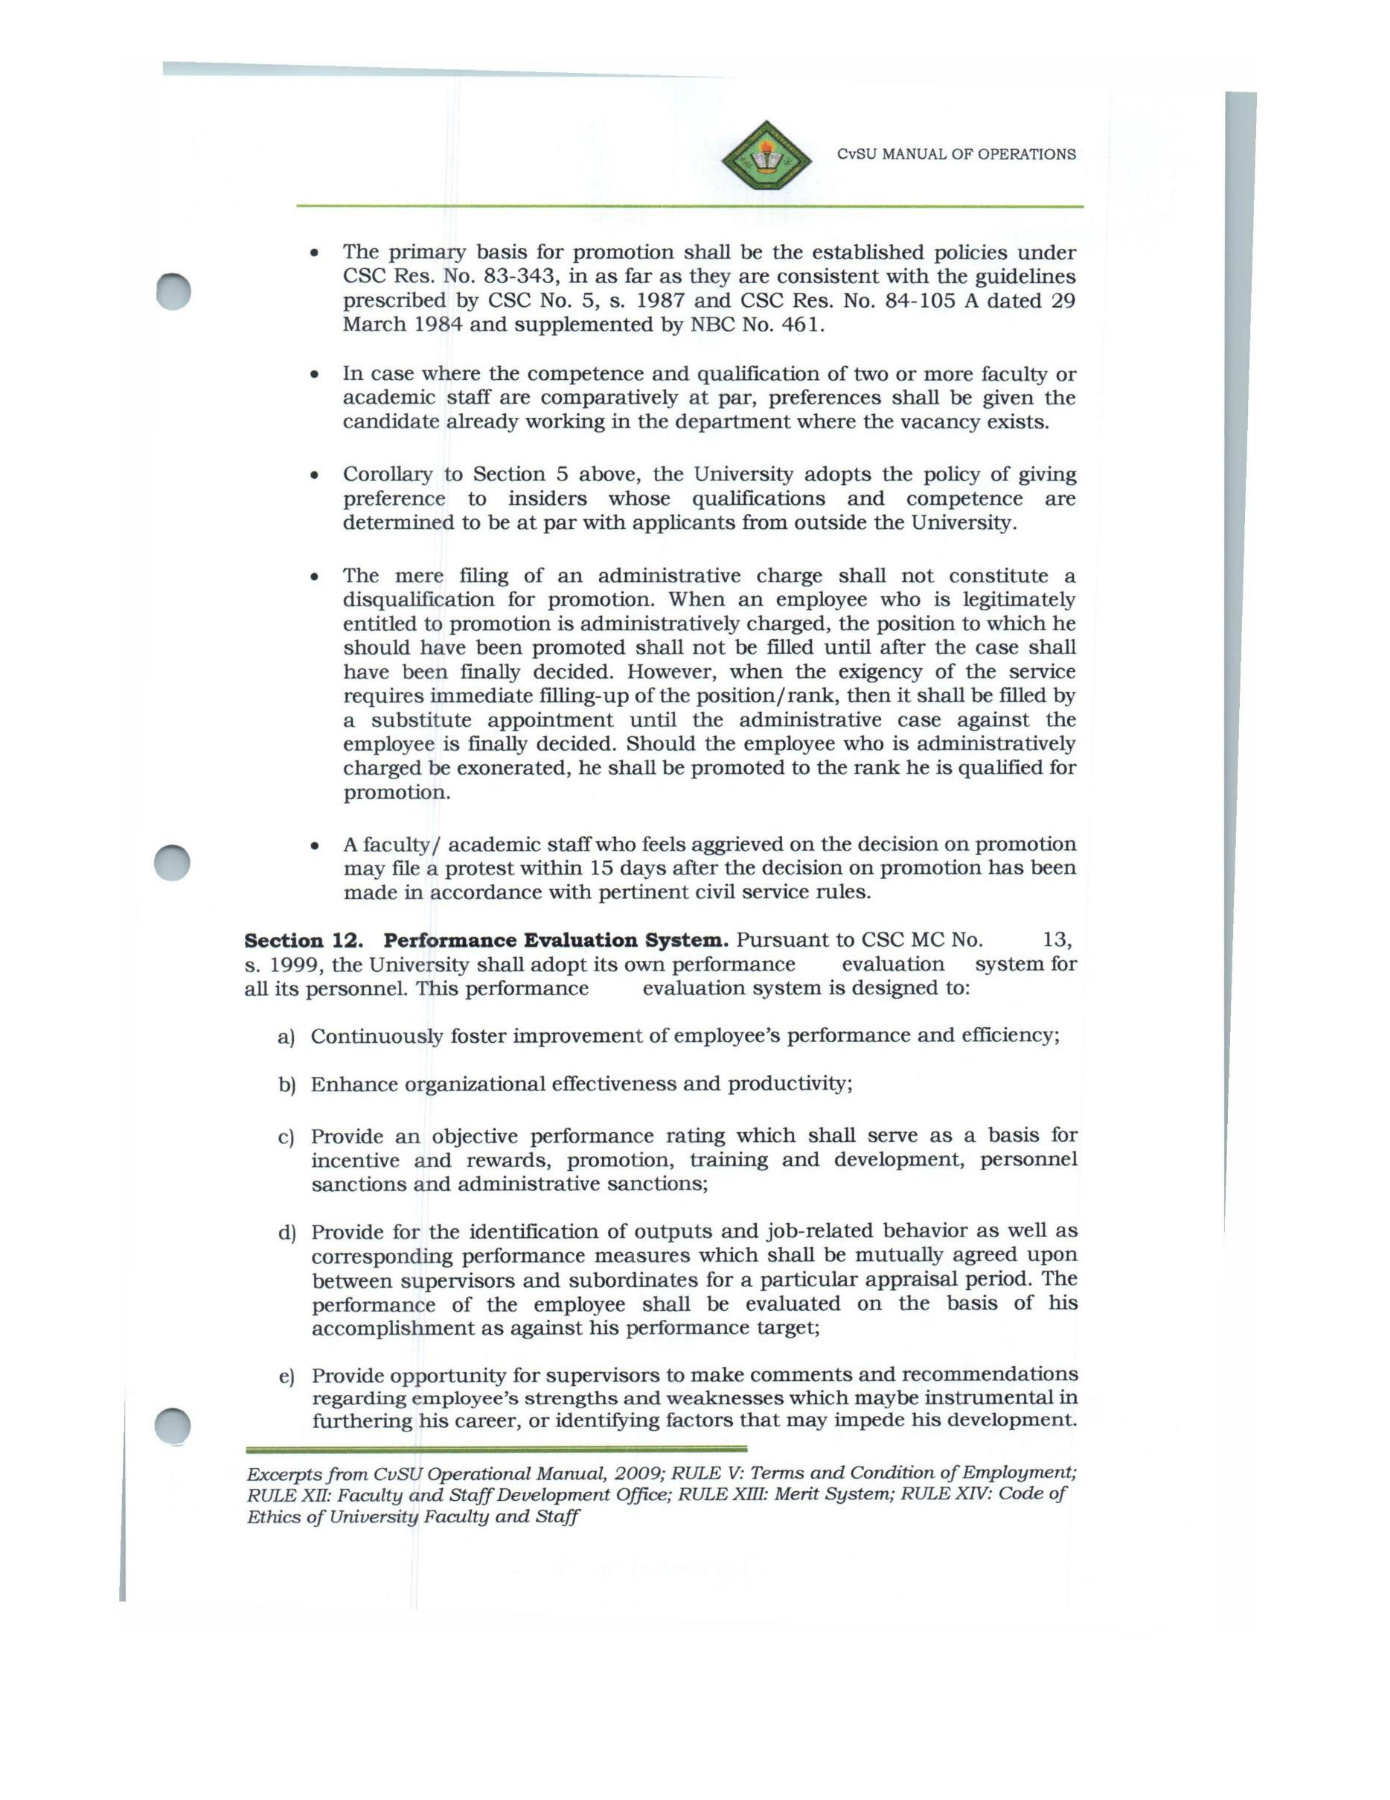 CvSU MANUAL OF OPERATIONS
• The primary basis for promotion shall be the established policies under
CSC Res. No. 83-343, in as far as they are consistent with the guidelines
prescribed by CSC No. 5, s. 1987 and CSC Res. No. 84-105 A dated 29
March 1984 and supplemented by NBC No. 461.
• In case where the competence and qualification of two or more faculty or
academic staff are comparatively at par, preferences shall be given the
candidate already working in the department where the vacancy exists.
• Corollary to Section 5 above, the University adopts the policy of giving
preference to insiders whose qualifications and competence are
determined to be at par with applicants from outside the University.
• The mere filing of an administrative charge shall not constitute a
disqualification for promotion. When an employee who is legitimately
entitled to promotion is administratively charged, the position to which he
should have been promoted shall not be filled until after the case shall
have been finally decided. However, when the exigency of the service
requires immediate filling-up of the position/rank, then it shall be filled by
a substitute appointment until the administrative case against the
employee is finally decided. Should the employee who is administratively
charged be exonerated, he shall be promoted to the rank he is qualified for
promotion.
• A faculty/ academic staff who feels aggrieved on the decision on promotion
may file a protest within 15 days after the decision on promotion has been
made in accordance with pertinent civil service rules.
Section 12. Performance Evaluation System. Pursuant to CSC MC No. 13,
s. 1999, the University shall adopt its own performance evaluation system for
all its personnel. This performance evaluation system is designed to:
a) Continuously foster improvement of employee's performance and efficiency;
b) Enhance organizational effectiveness and productivity;
c) Provide an objective performance rating which shall serve as a basis for
incentive and rewards, promotion, training and development, personnel
sanctions and administrative sanctions;
d) Provide for the identification of outputs and job-related behavior as well as
corresponding performance measures which shall be mutually agreed upon
between supervisors and subordinates for a particular appraisal period. The
performance of the employee shall be evaluated on the basis of his
accomplishment as against his performance target;
e) Provide opportunity for supervisors to make comments and recommendations
regarding employee's strengths and weaknesses which maybe instrumental in
furthering his career, or identifying factors that may impede his development.
Excerpts from CvSU Operational Manual, 2009; RULE V: Terms and Condition of Employment;
RULE XII: Faculty and Staff Development Office; RULE XIII: Merit System; RULE XIV: Code of
Ethics of University Faculty and Staff